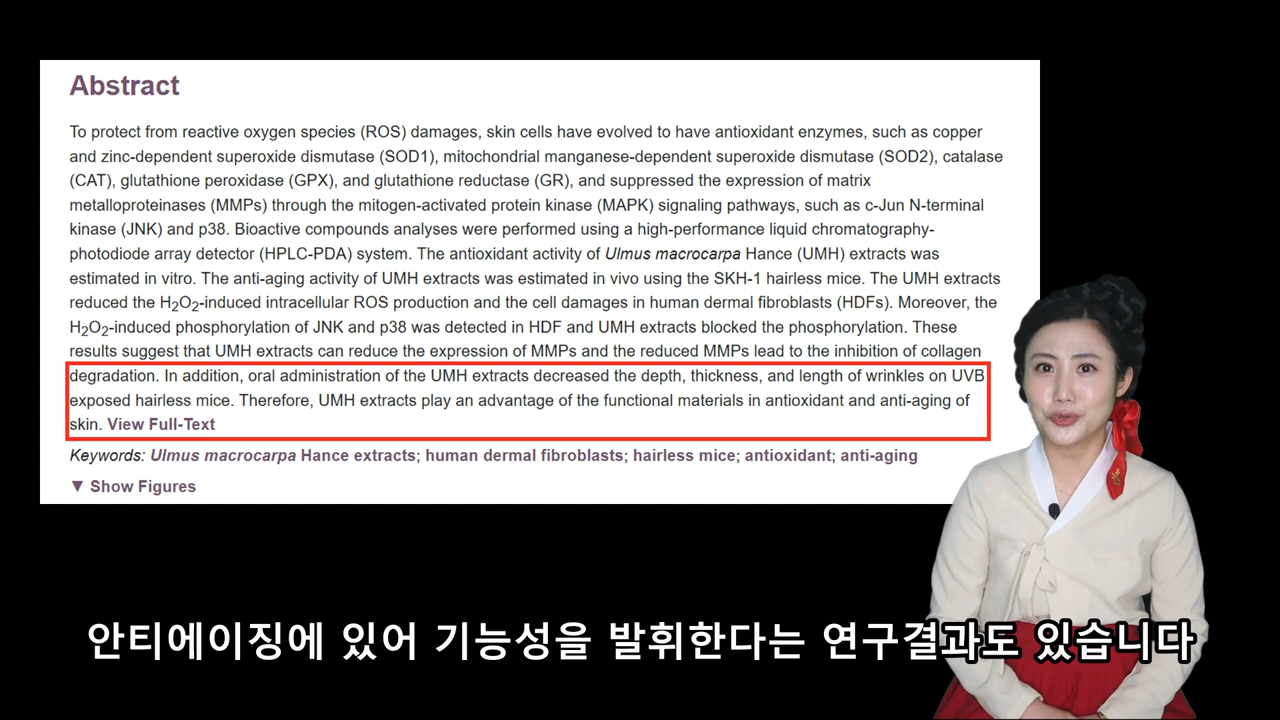 Abstract
To protect from reactive oxygen species (ROS) damages, skin cells have evolved to have antioxidant enzymes, such as copper
and zinc-dependent superoxide dismutase (SOD1), mitochondrial manganese-dependent superoxide dismutase (SOD2), catalase
(CAT), glutathione peroxidase (GPX), and glutathione reductase (GR), and suppressed the expression of matrix
metalloproteinases (MMPs) through the mitogen-activated protein kinase (MAPK) signaling pathways, such as c-Jun N-terminal
kinase (JNK) and p38. Bioactive compounds analyses were performed using a high-performance liquid chromatography-
photodiode array detector (HPLC-PDA) system. The antioxidant activity of Ulmus macrocarpa Hance (UMH) extracts was
estimated in vitro. The anti-aging activity of UMH extracts was estimated in vivo using the SKH-1 hairless mice. The UMH extracts
reduced the H2O2-induced intracellular ROS production and the cell damages in human dermal fibroblasts (HDFs). Moreover, the
H2O2-induced phosphorylation of JNK and p38 was detected in HDF and UMH extracts blocked the phosphorylation. These
results suggest that UMH extracts can reduce the expression of MMPs and the reduced MMPs lead to the inhibition of collagen
degradation. In addition, oral administration of the UMH extracts decreased the depth, thickness, and length of wrinkles on UVB
exposed hairless mice. Therefore, UMH extracts play an advantage of the functional materials in antioxidant and anti-aging of
skin. View Full-Text
Keywords: Ulmus macrocarpa Hance extracts; human dermal fibroblasts; hairless mice; antioxidant; anti-aging
▼ Show Figures
안티에이징에 있어 기능성을 발휘한다는 연구결과도 있습니다